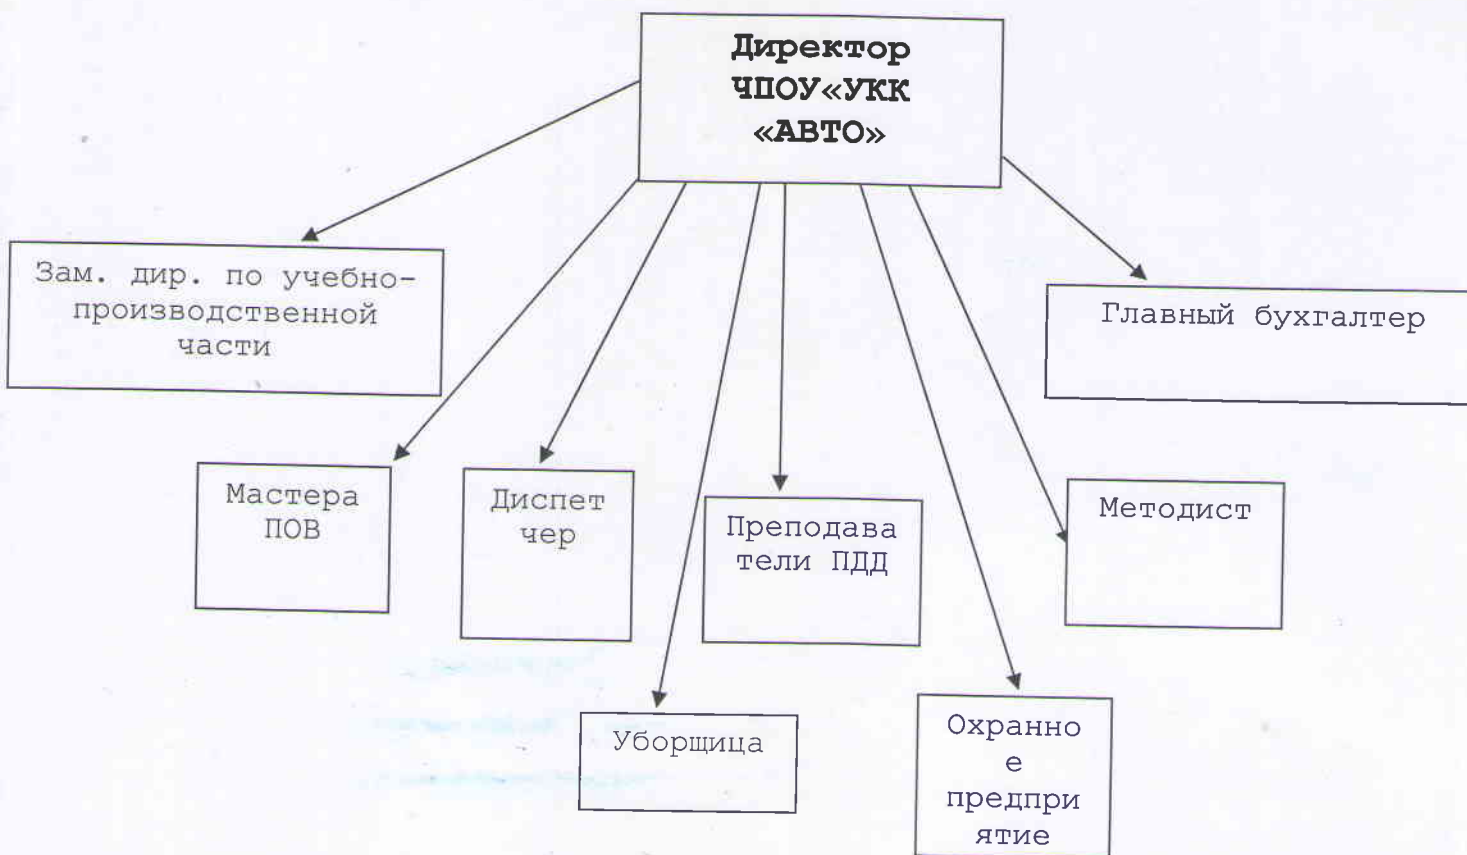 Директор
ЧПОУ«УКК
«АВТО»
Зам. дир. по учебно-
производственной
части
Главный бухгалтер
Мастера
ПОВ
Диспет
чер
Преподава
тели ПДД
Методист
Уборщица
Охранно
е
предпри
ятие